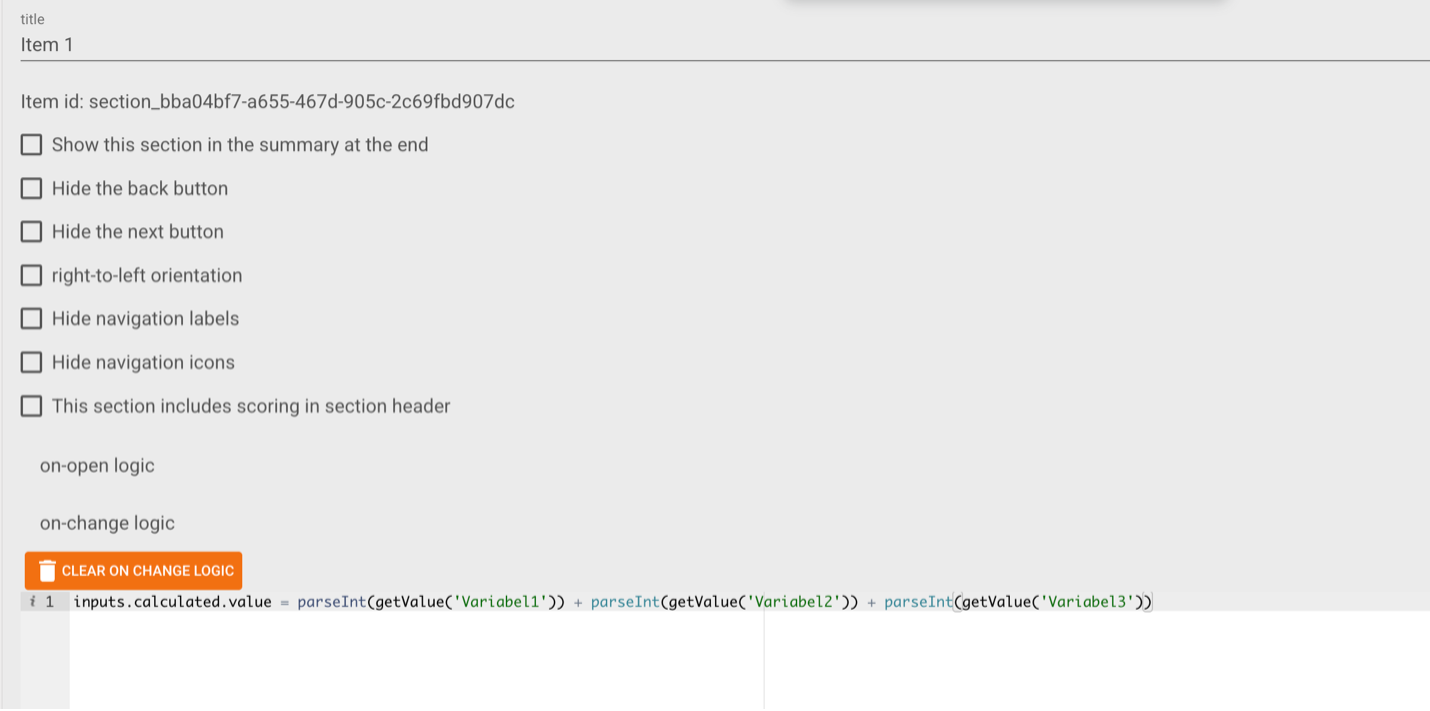 title
Item 1
Item id: section_bba04bf7-a655-467d-905c-2c69fbd907dc
Show this section in the summary at the end
Hide the back button
Hide the next button
right-to-left orientation
Hide navigation labels
Hide navigation icons
This section includes scoring in section header
on-open logic
on-change logic
CLEAR ON CHANGE LOGIC
i 1 inputs.calculated.value = parseInt(getValue('Variabel1')) + parseInt(getValue('Variabel2')) + parseInt(getValue('Variabel3'))